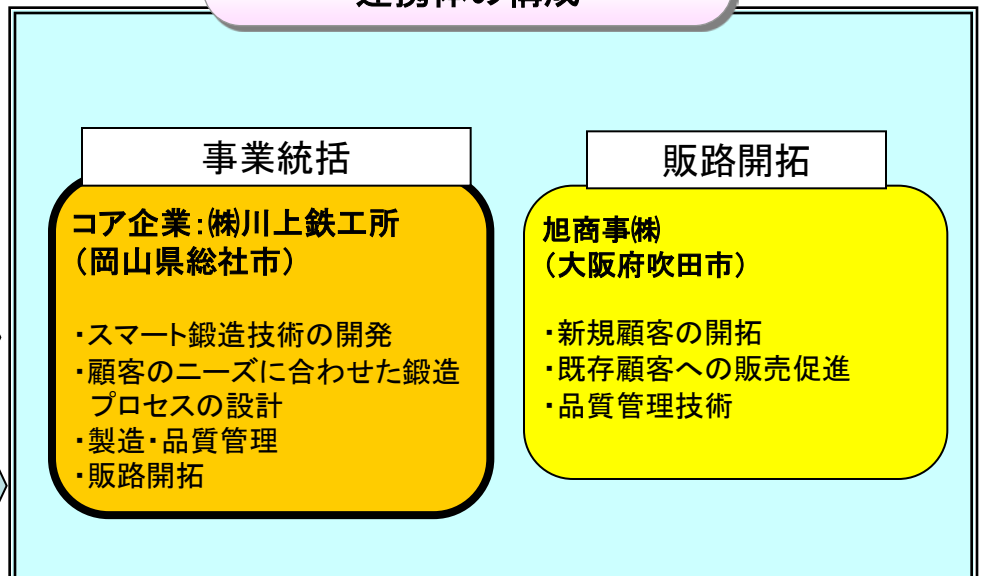 連携体の構成
事業統括
コア企業:㈱川上鉄工所
（岡山県総社市）
・スマート鍛造技術の開発
・顧客のニーズに合わせた鍛造
プロセスの設計
・製造・品質管理
・販路開拓
販路開拓
旭商事㈱
（大阪府吹田市）
・新規顧客の開拓
・既存顧客への販売促進
・品質管理技術